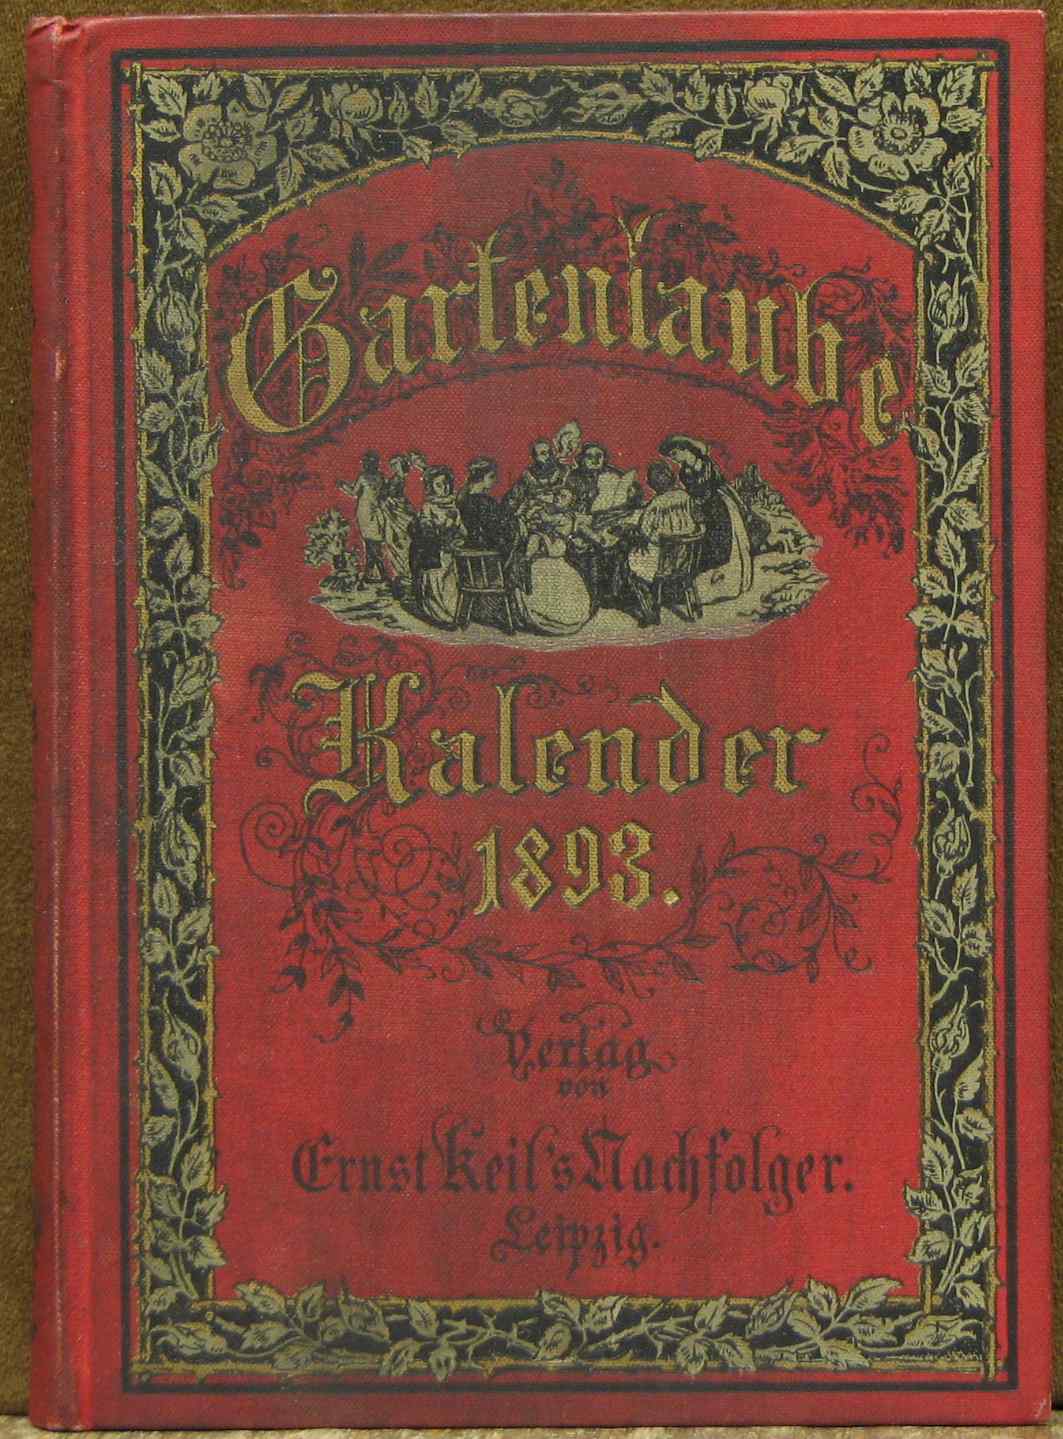 Gartenlaube
Kalender
1893.
Verlag
von
Ernst Keil's Nachfolger.
Leipzig.